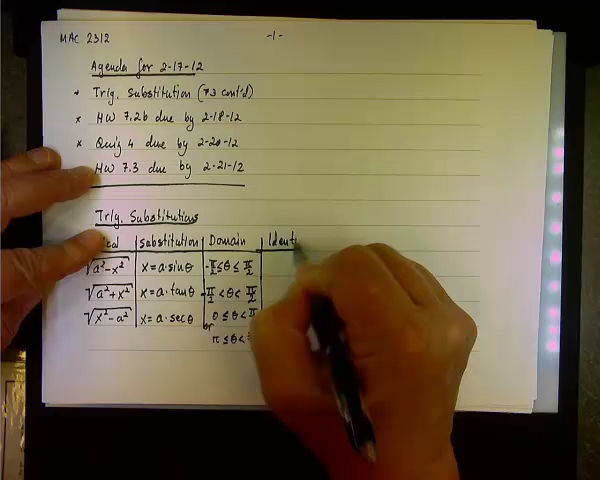 MAC 2312 -1-
Agenda for 2-17-12
* Trig. Substitution (7.3 cont'd)
* HW 7.2b due by 2-18-12
* Quiz 4 due by 2-20-12
HW 7.3 due by 2-21-12
Trig. Substitutions
Substitution | Domain | Identi
√a²-x² | x = a·sinθ | -π/2 ≤ θ ≤ π/2
√a²+x² | x = a·tanθ | -π/2 < θ < π/2
√x²-a² | x = a·secθ | 0 ≤ θ < π
or
π ≤ θ <